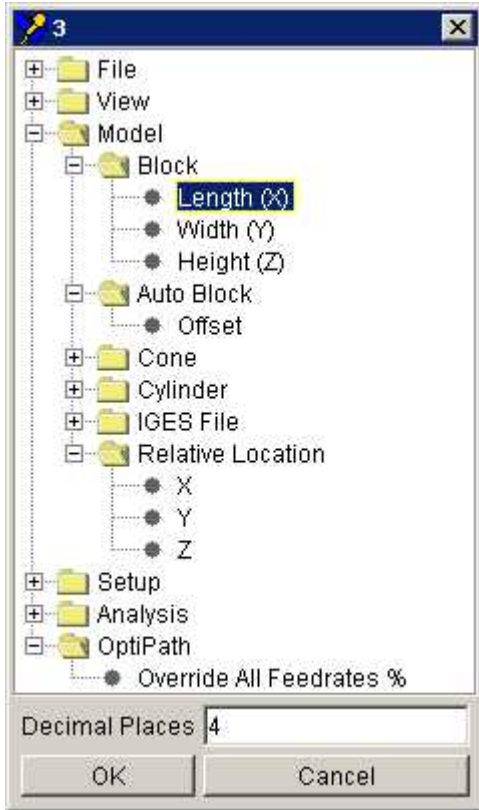 3
File
View
Model
Block
Length (X)
Width (Y)
Height (Z)
Auto Block
Offset
Cone
Cylinder
IGES File
Relative Location
X
Y
Z
Setup
Analysis
OptiPath
Override All Feedrates %
Decimal Places 4
OK Cancel